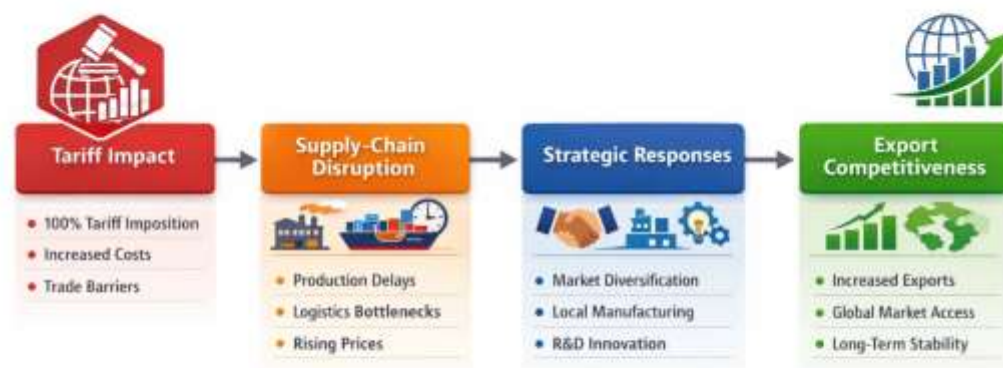 Tariff Impact
100% Tariff Imposition
Increased Costs
Trade Barriers
Supply-Chain
Disruption
Production Delays
Logistics Bottlenecks
Rising Prices
Strategic Responses
Market Diversification
Local Manufacturing
R&D Innovation
Export
Competitiveness
Increased Exports
Global Market Access
Long-Term Stability